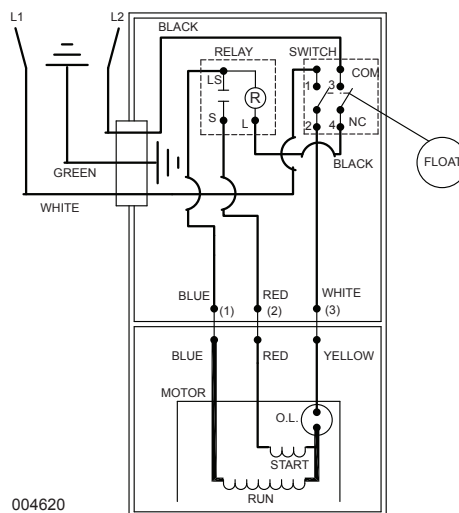 L1
L2
BLACK
RELAY
SWITCH
LS
COM
1
3
R
S
L
2
4
NC
BLACK
FLOAT
GREEN
WHITE
BLUE
RED
WHITE
(1)
(2)
(3)
BLUE
RED
YELLOW
MOTOR
O.L.
START
RUN
004620